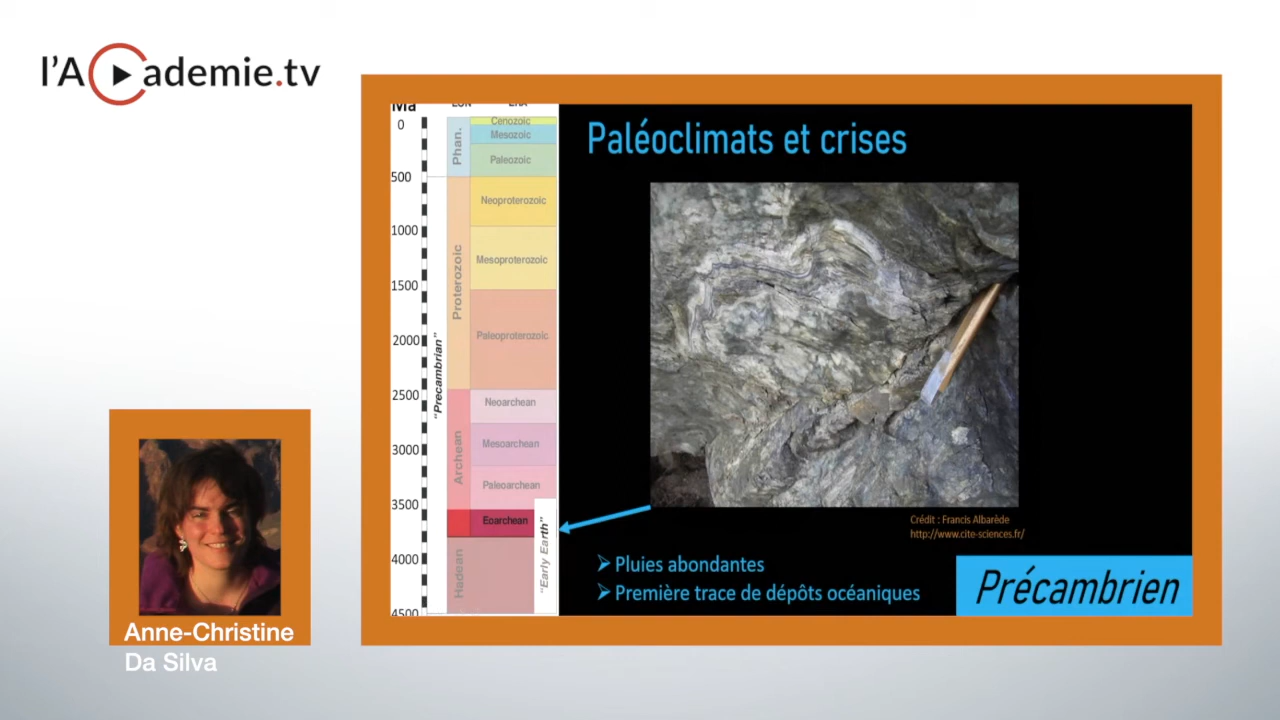 l'Academie.tv
Ma
EON
ERA
0
500
1000
1500
2000
2500
3000
3500
4000
4500
"Precambrian"
Phan.
Proterozoic
Archean
Hadean
Cenozoic
Mesozoic
Paleozoic
Neoproterozoic
Mesoproterozoic
Paleoproterozoic
Neoarchean
Mesoarchean
Paleoarchean
Eoarchean
"Early Earth"
Paléoclimats et crises
Crédit : Francis Albarède
http://www.cite-sciences.fr/
Pluies abondantes
Première trace de dépôts océaniques
Précambrien
Anne-Christine
Da Silva